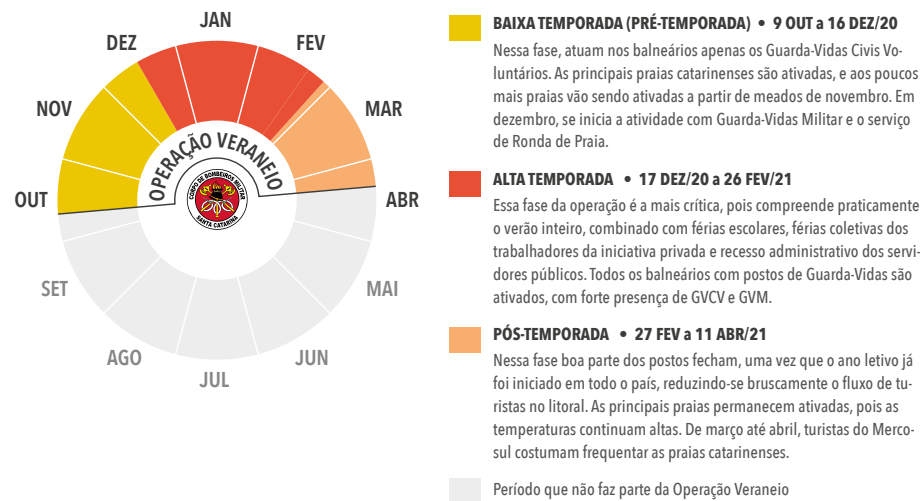 JAN
DEZ
FEV
NOV
MAR
OUT
ABR
SET
MAI
AGO
JUN
JUL
OPERAÇÃO VERANEIO
CORPO DE BOMBEIROS MILITAR
SANTA CATARINA
BAIXA TEMPORADA (PRÉ-TEMPORADA) • 9 OUT a 16 DEZ/20
Nessa fase, atuam nos balneários apenas os Guarda-Vidas Civis Vo-
luntários. As principais praias catarinenses são ativadas, e aos poucos
mais praias vão sendo ativadas a partir de meados de novembro. Em
dezembro, se inicia a atividade com Guarda-Vidas Militar e o serviço
de Ronda de Praia.
ALTA TEMPORADA • 17 DEZ/20 a 26 FEV/21
Essa fase da operação é a mais crítica, pois compreende praticamente
o verão inteiro, combinado com férias escolares, férias coletivas dos
trabalhadores da iniciativa privada e recesso administrativo dos servi-
dores públicos. Todos os balneários com postos de Guarda-Vidas são
ativados, com forte presença de GVCV e GVM.
PÓS-TEMPORADA • 27 FEV a 11 ABR/21
Nessa fase boa parte dos postos fecham, uma vez que o ano letivo já
foi iniciado em todo o país, reduzindo-se bruscamente o fluxo de tu-
ristas no litoral. As principais praias permanecem ativadas, pois as
temperaturas continuam altas. De março até abril, turistas do Merco-
sul costumam frequentar as praias catarinenses.
Período que não faz parte da Operação Veraneio